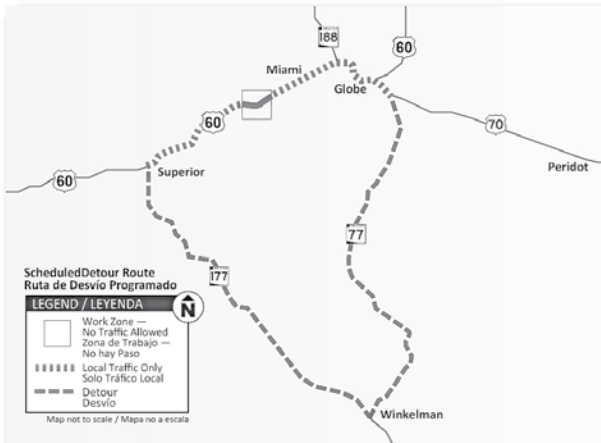 188
60
Miami
Globe
60
70
60
Superior
Peridot
77
177
ScheduledDetour Route
Ruta de Desvío Programado
LEGEND / LEYENDA
N
Work Zone —
No Traffic Allowed
Zona de Trabajo —
No hay Paso
Local Traffic Only
Solo Tráfico Local
Detour
Desvío
Map not to scale / Mapa no a escala
Winkelman